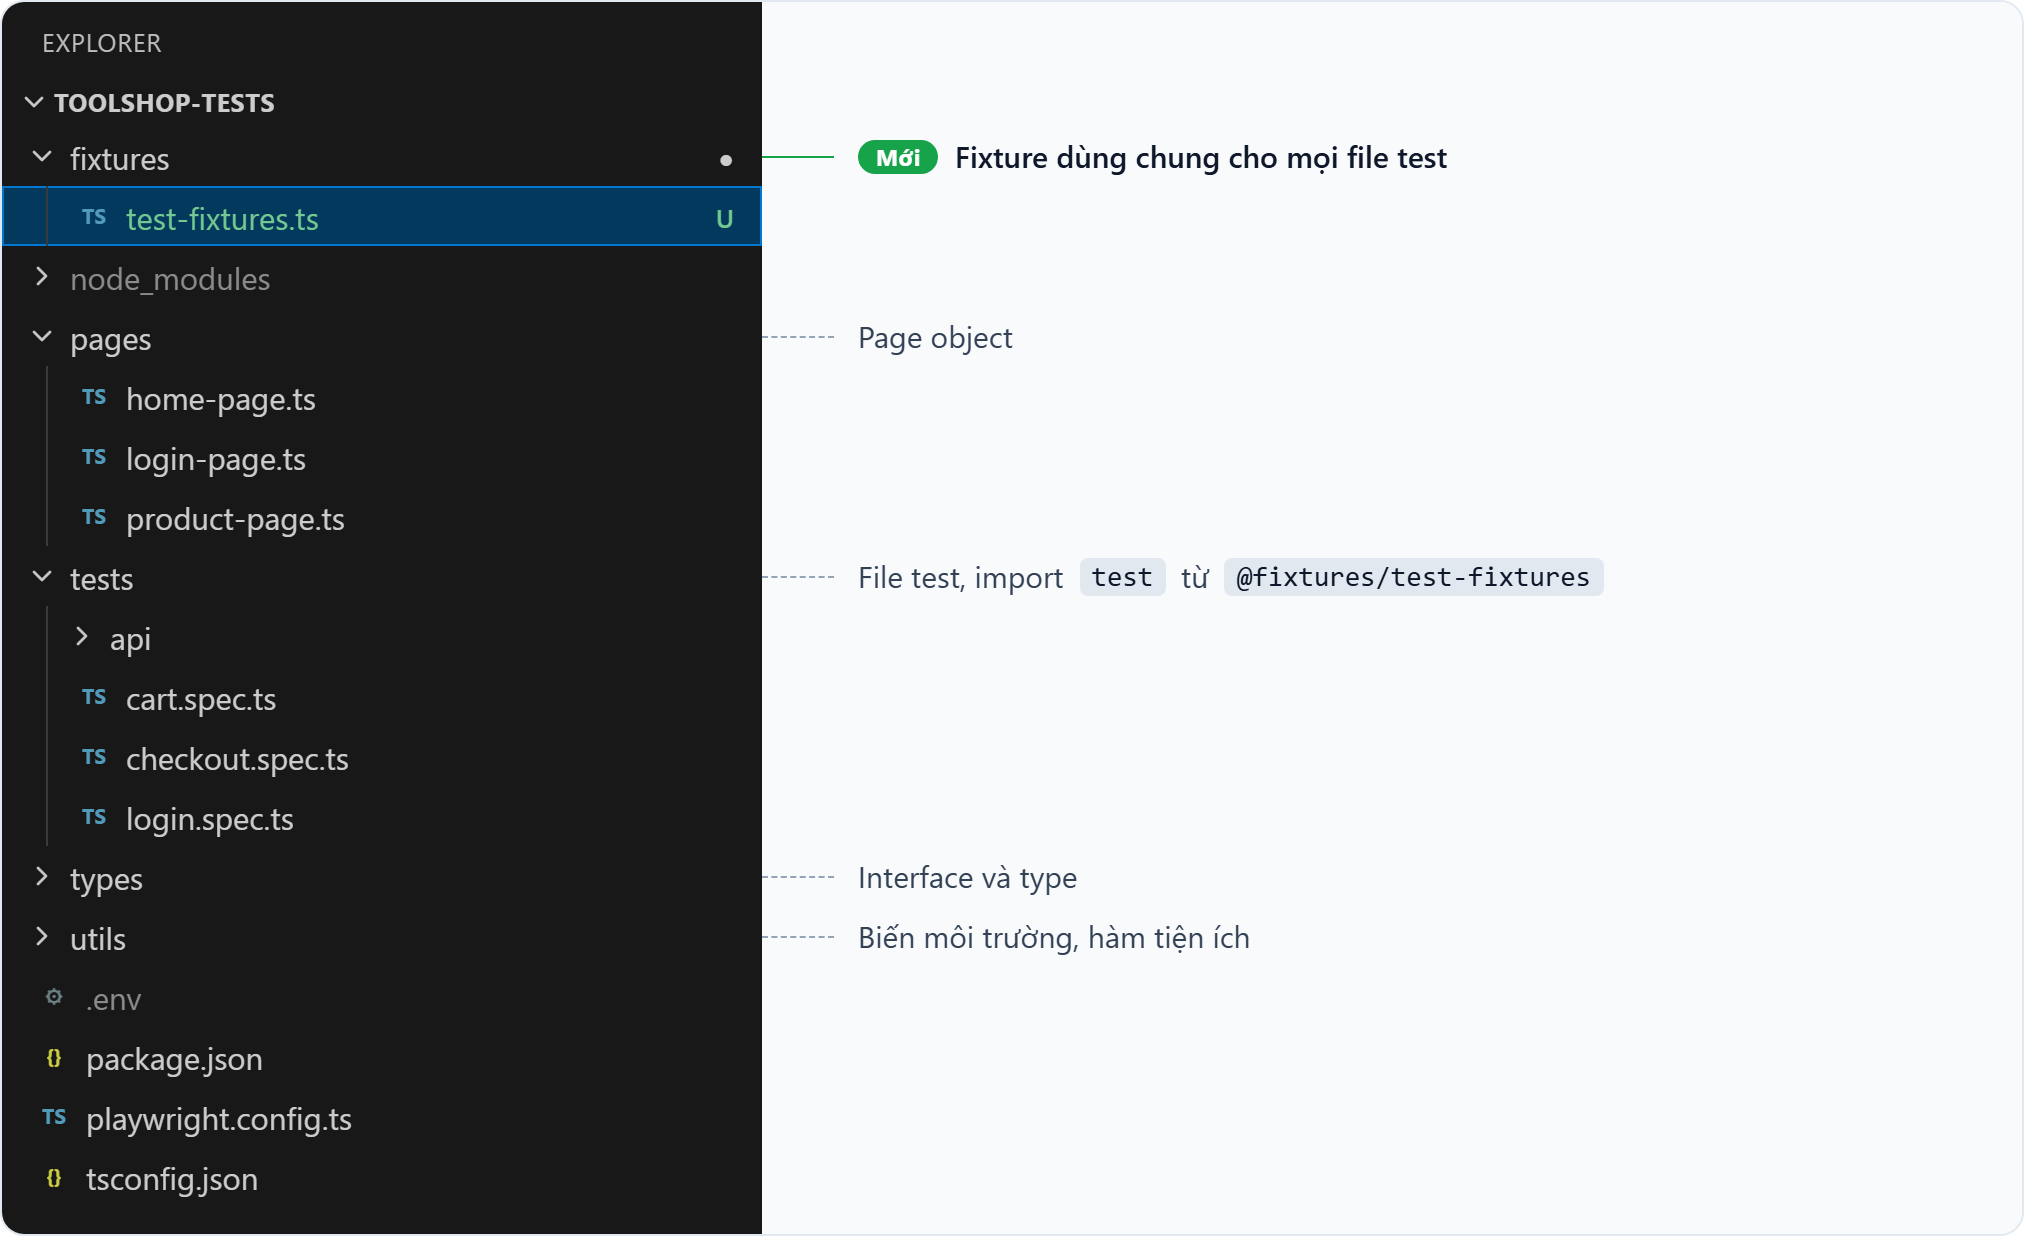 EXPLORER
TOOLSHOP-TESTS
fixtures
Mới Fixture dùng chung cho mọi file test
TS test-fixtures.ts U
node_modules
pages
Page object
TS home-page.ts
TS login-page.ts
TS product-page.ts
tests
File test, import test từ @fixtures/test-fixtures
api
TS cart.spec.ts
TS checkout.spec.ts
TS login.spec.ts
types
Interface và type
utils
Biến môi trường, hàm tiện ích
.env
{} package.json
TS playwright.config.ts
{} tsconfig.json